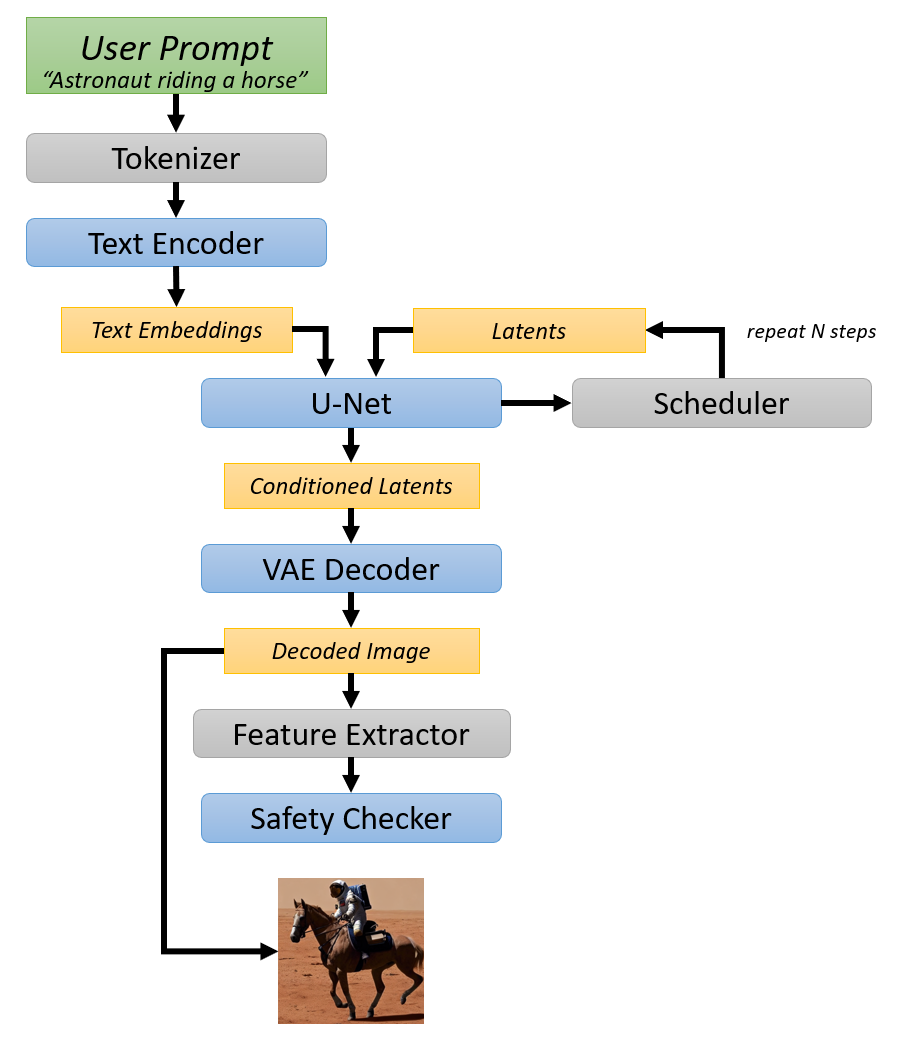 User Prompt
“Astronaut riding a horse”
Tokenizer
Text Encoder
Text Embeddings
Latents
repeat N steps
U-Net
Scheduler
Conditioned Latents
VAE Decoder
Decoded Image
Feature Extractor
Safety Checker